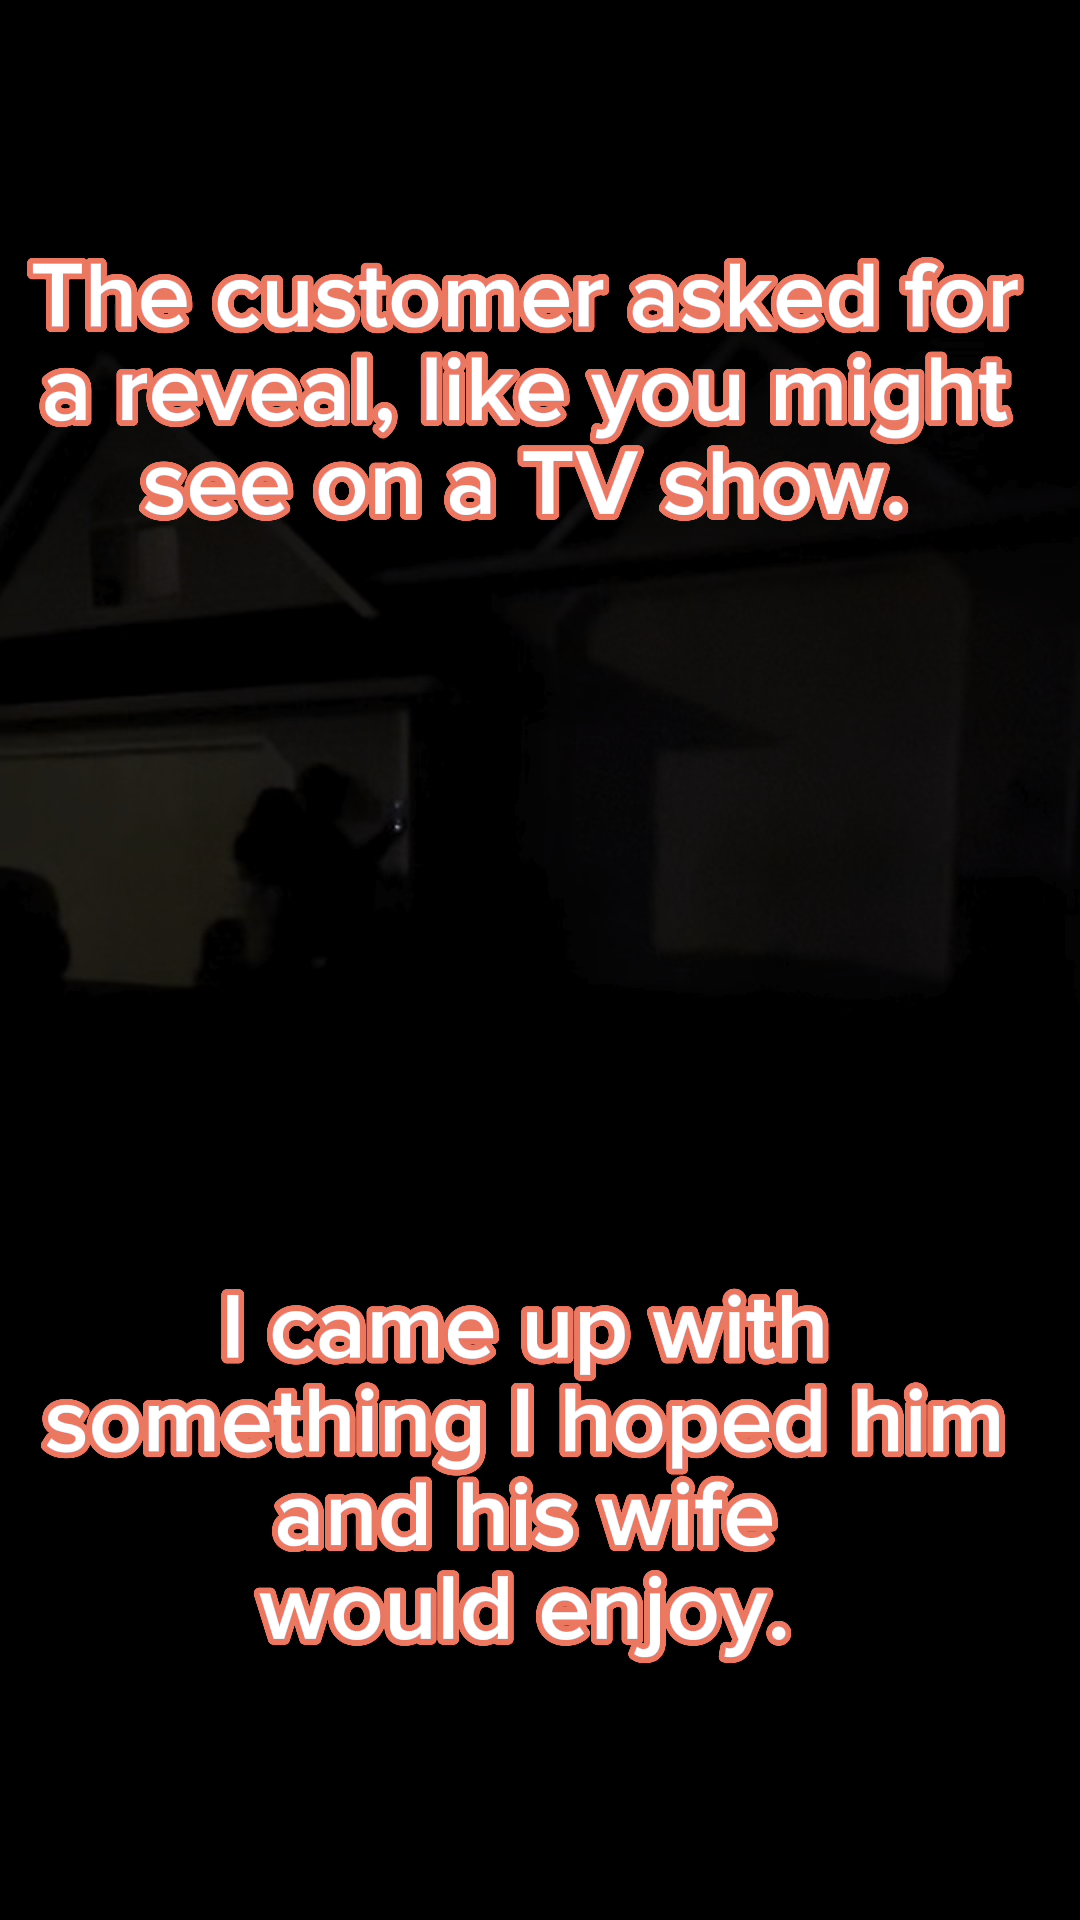 The customer asked for
a reveal, like you might
see on a TV show.
I came up with
something I hoped him
and his wife
would enjoy.